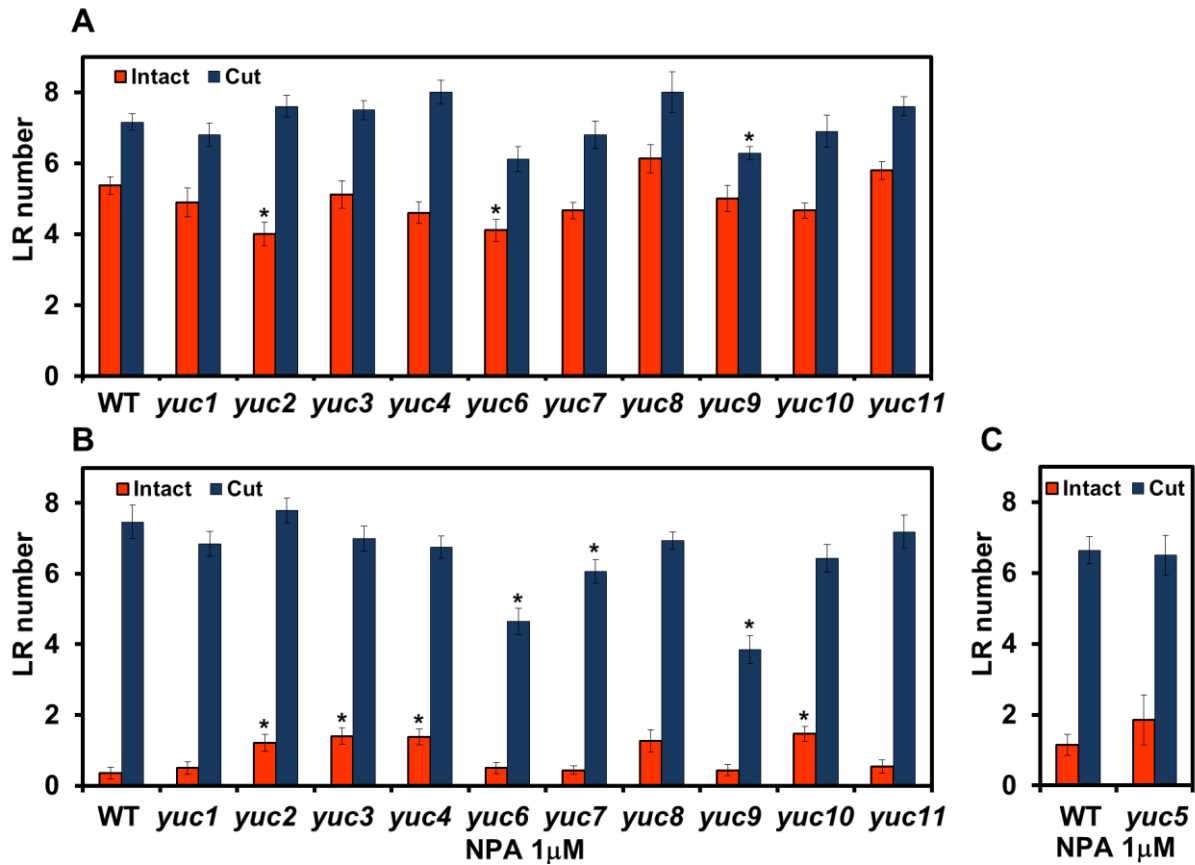 A
Intact Cut
LR number
8
6
4
2
0
WT yuc1 yuc2 yuc3 yuc4 yuc6 yuc7 yuc8 yuc9 yuc10 yuc11
* * *
B
Intact Cut
LR number
8
6
4
2
0
* * * * * * *
WT yuc1 yuc2 yuc3 yuc4 yuc6 yuc7 yuc8 yuc9 yuc10 yuc11
NPA 1μM
C
Intact Cut
LR number
8
6
4
2
0
WT yuc5
NPA 1μM